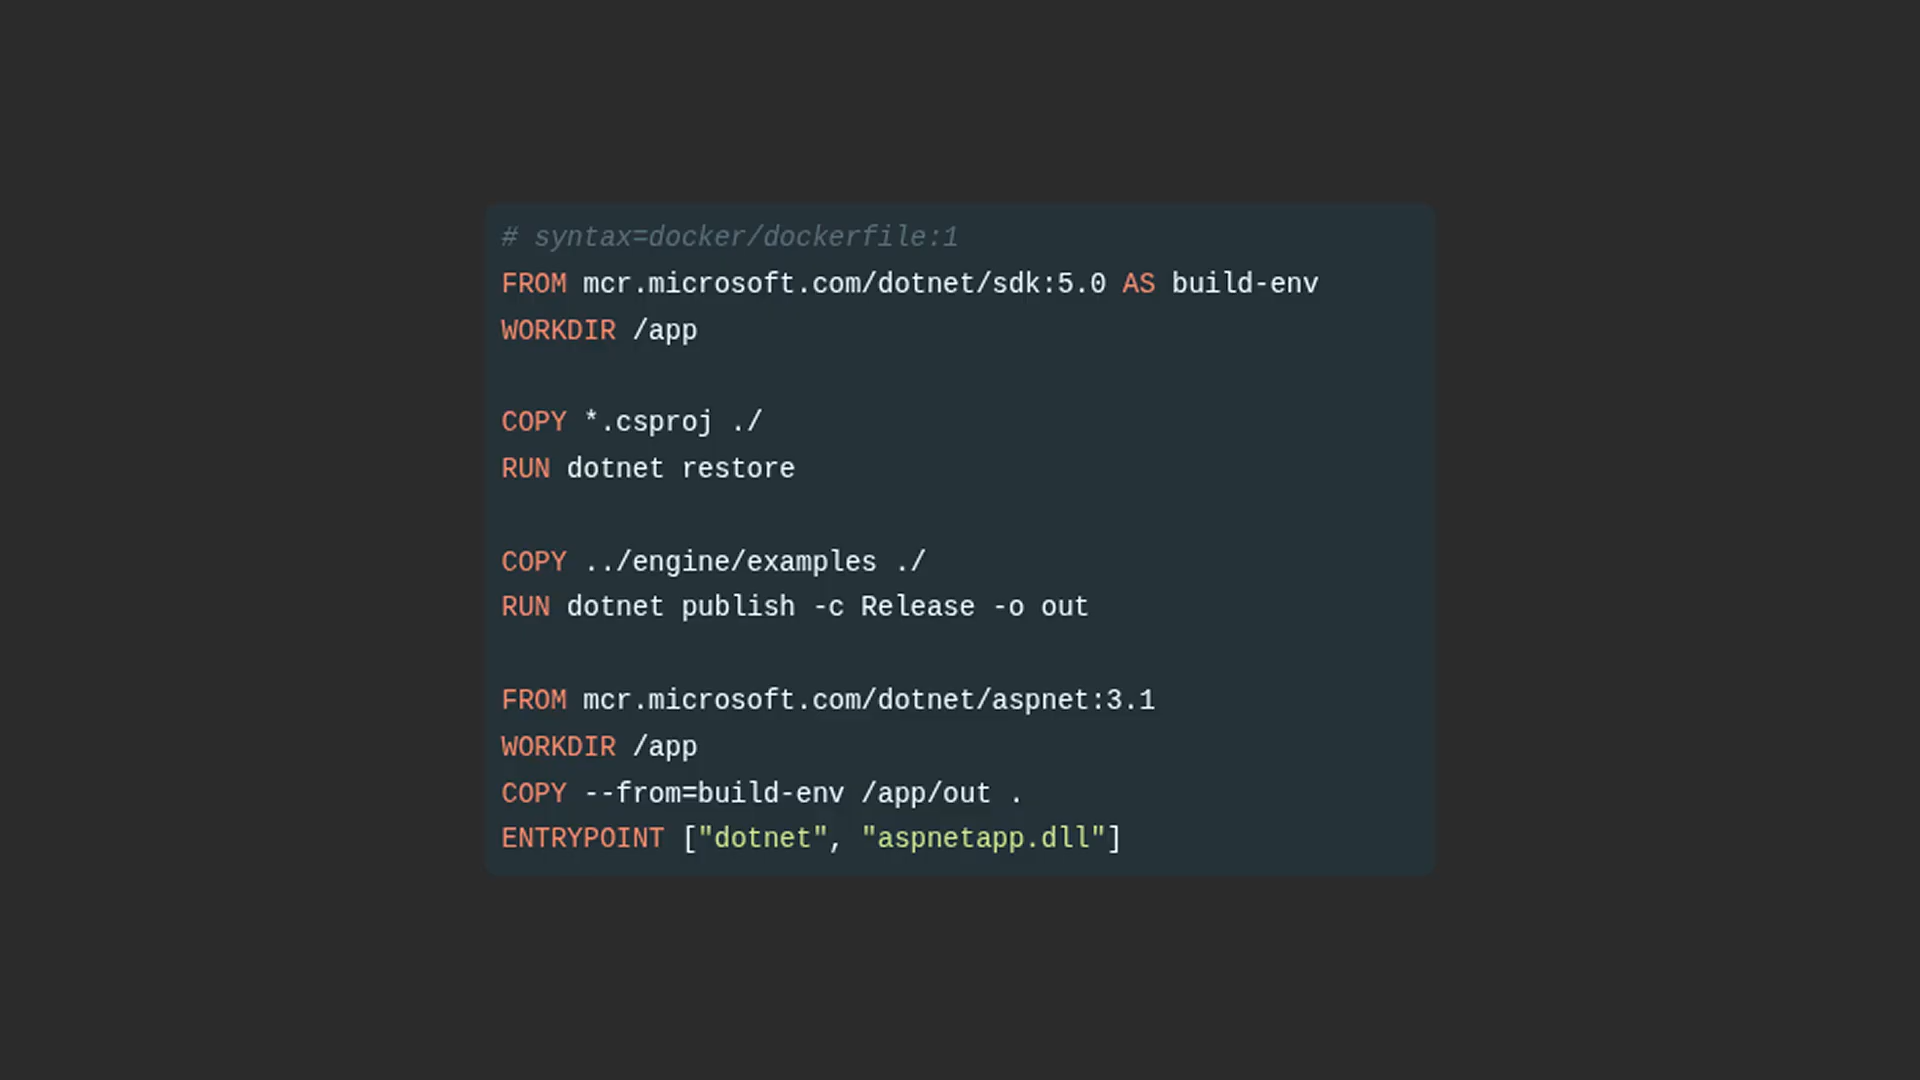 # syntax=docker/dockerfile:1
FROM mcr.microsoft.com/dotnet/sdk:5.0 AS build-env
WORKDIR /app
COPY *.csproj ./
RUN dotnet restore
COPY ../engine/examples ./
RUN dotnet publish -c Release -o out
FROM mcr.microsoft.com/dotnet/aspnet:3.1
WORKDIR /app
COPY --from=build-env /app/out .
ENTRYPOINT ["dotnet", "aspnetapp.dll"]